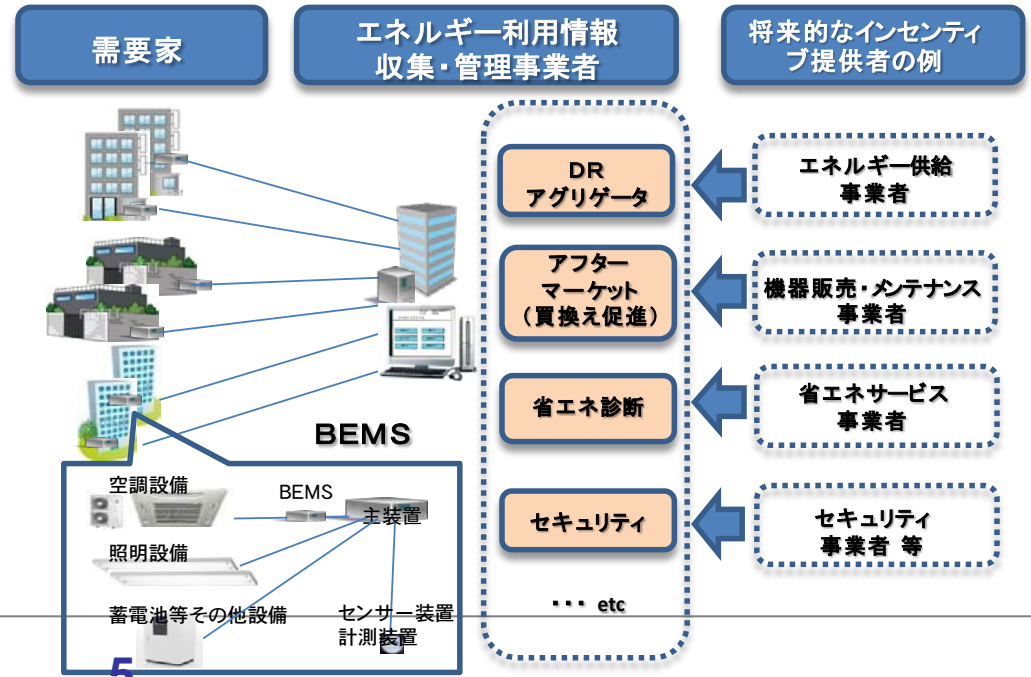 需要家
エネルギー利用情報
収集・管理事業者
将来的なインセンティ
ブ提供者の例
DR
アグリゲータ
アフター
マーケット
（買換え促進）
省エネ診断
セキュリティ
・・・ etc
エネルギー供給
事業者
機器販売・メンテナンス
事業者
省エネサービス
事業者
セキュリティ
事業者 等
BEMS
空調設備
BEMS
主装置
照明設備
蓄電池等その他設備
センサー装置
計測装置
5